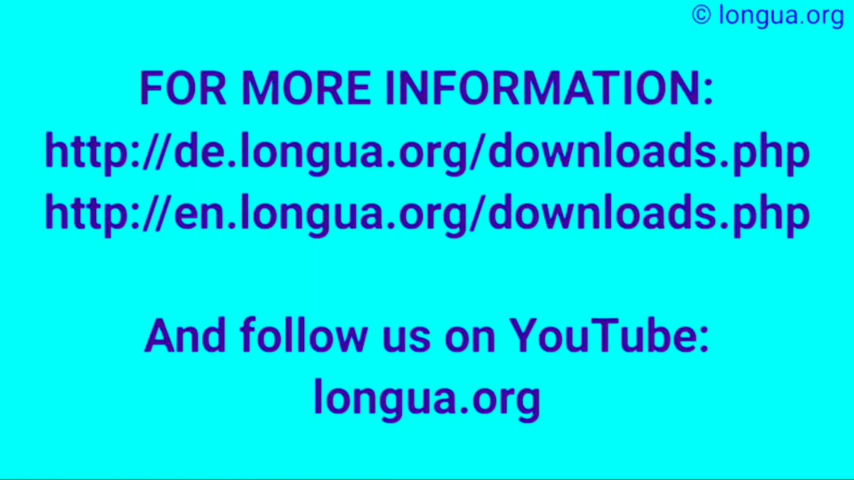 © longua.org
FOR MORE INFORMATION:
http://de.longua.org/downloads.php
http://en.longua.org/downloads.php
And follow us on YouTube:
longua.org